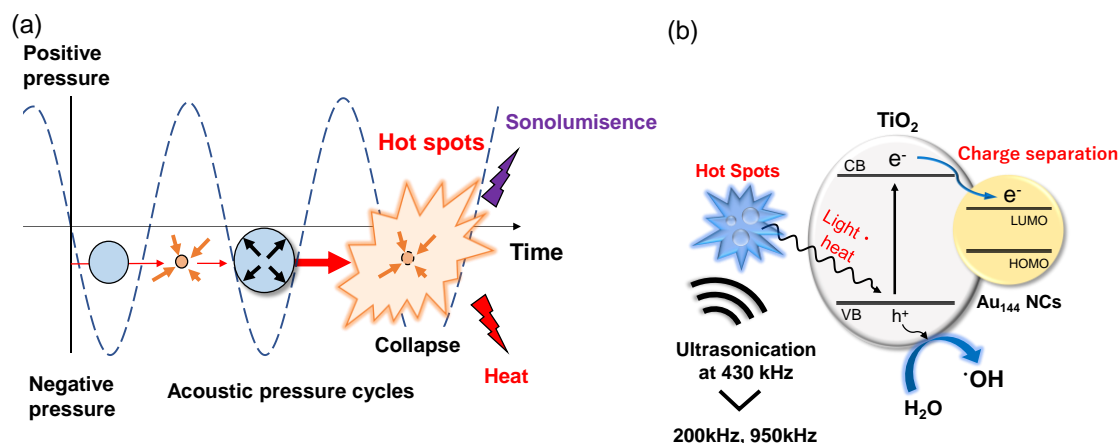 (a)
Positive
pressure
Hot spots
Sonolumisence
Time
Collapse
Heat
Negative
pressure
Acoustic pressure cycles
(b)
TiO₂
Hot Spots
CB
e⁻
Charge separation
e⁻
LUMO
HOMO
Light・
heat
Au₁₄₄ NCs
VB
h⁺
Ultrasonication
at 430 kHz
·OH
H₂O
200kHz, 950kHz